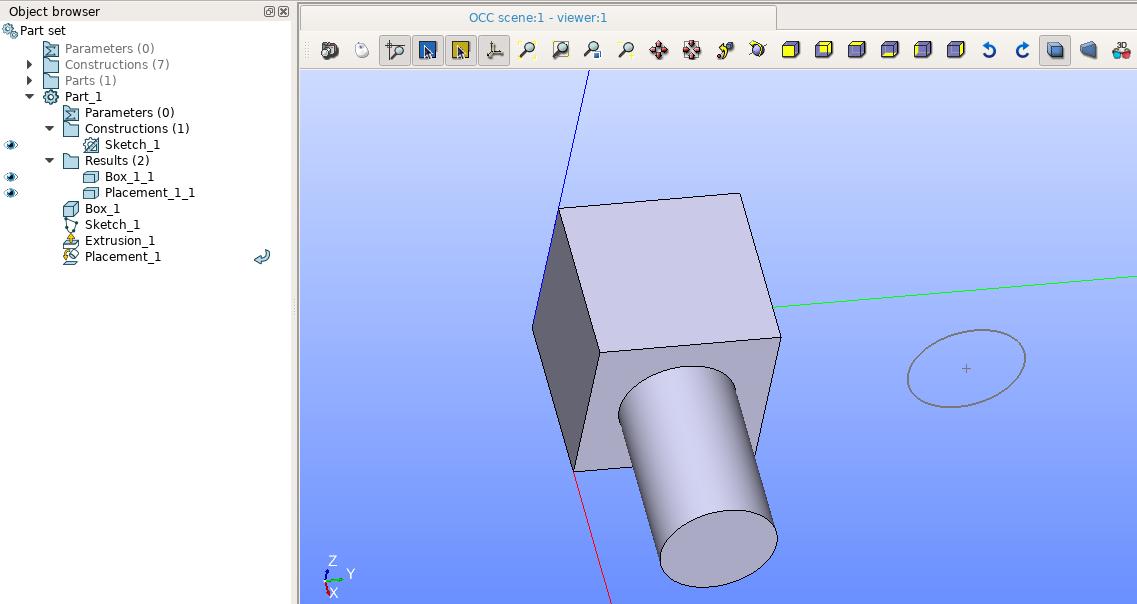 Object browser
Part set
Parameters (0)
Constructions (7)
Parts (1)
Part_1
Parameters (0)
Constructions (1)
Sketch_1
Results (2)
Box_1_1
Placement_1_1
Box_1
Sketch_1
Extrusion_1
Placement_1
OCC scene:1 - viewer:1
3D
Z
Y
X